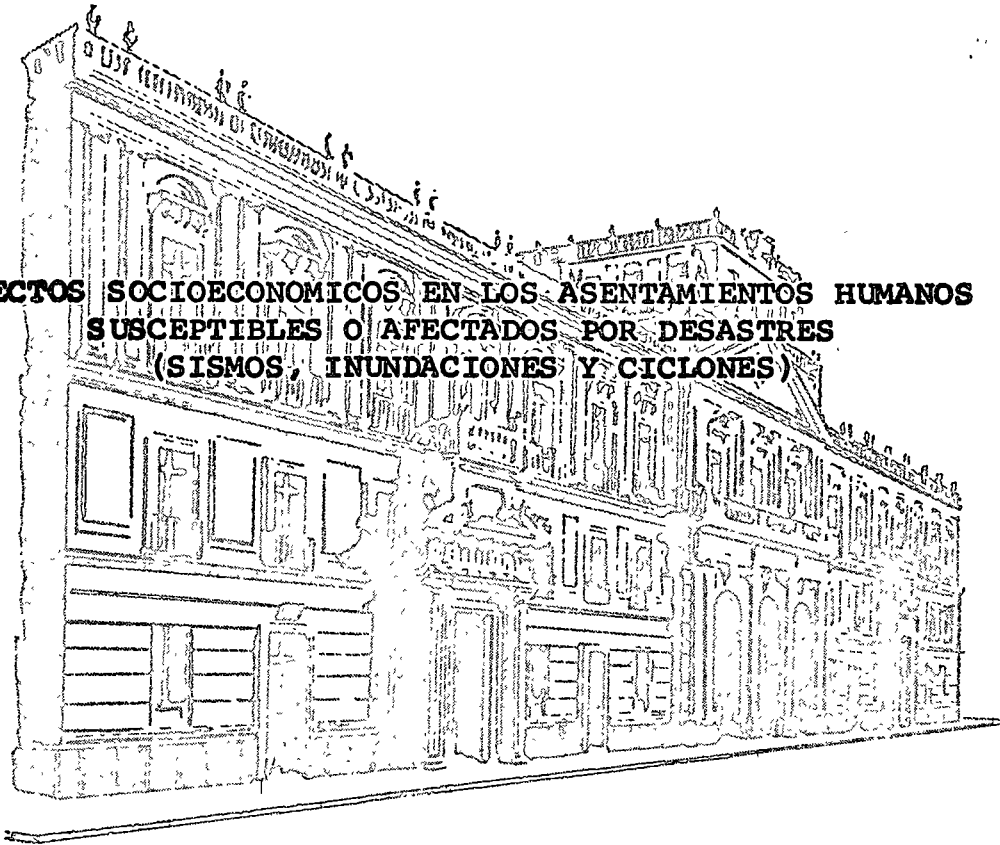 ECTOS SOCIOECONOMICOS EN LOS ASENTAMIENTOS HUMANOS
SUSCEPTIBLES O AFECTADOS POR DESASTRES
(SISMOS, INUNDACIONES Y CICLONES)